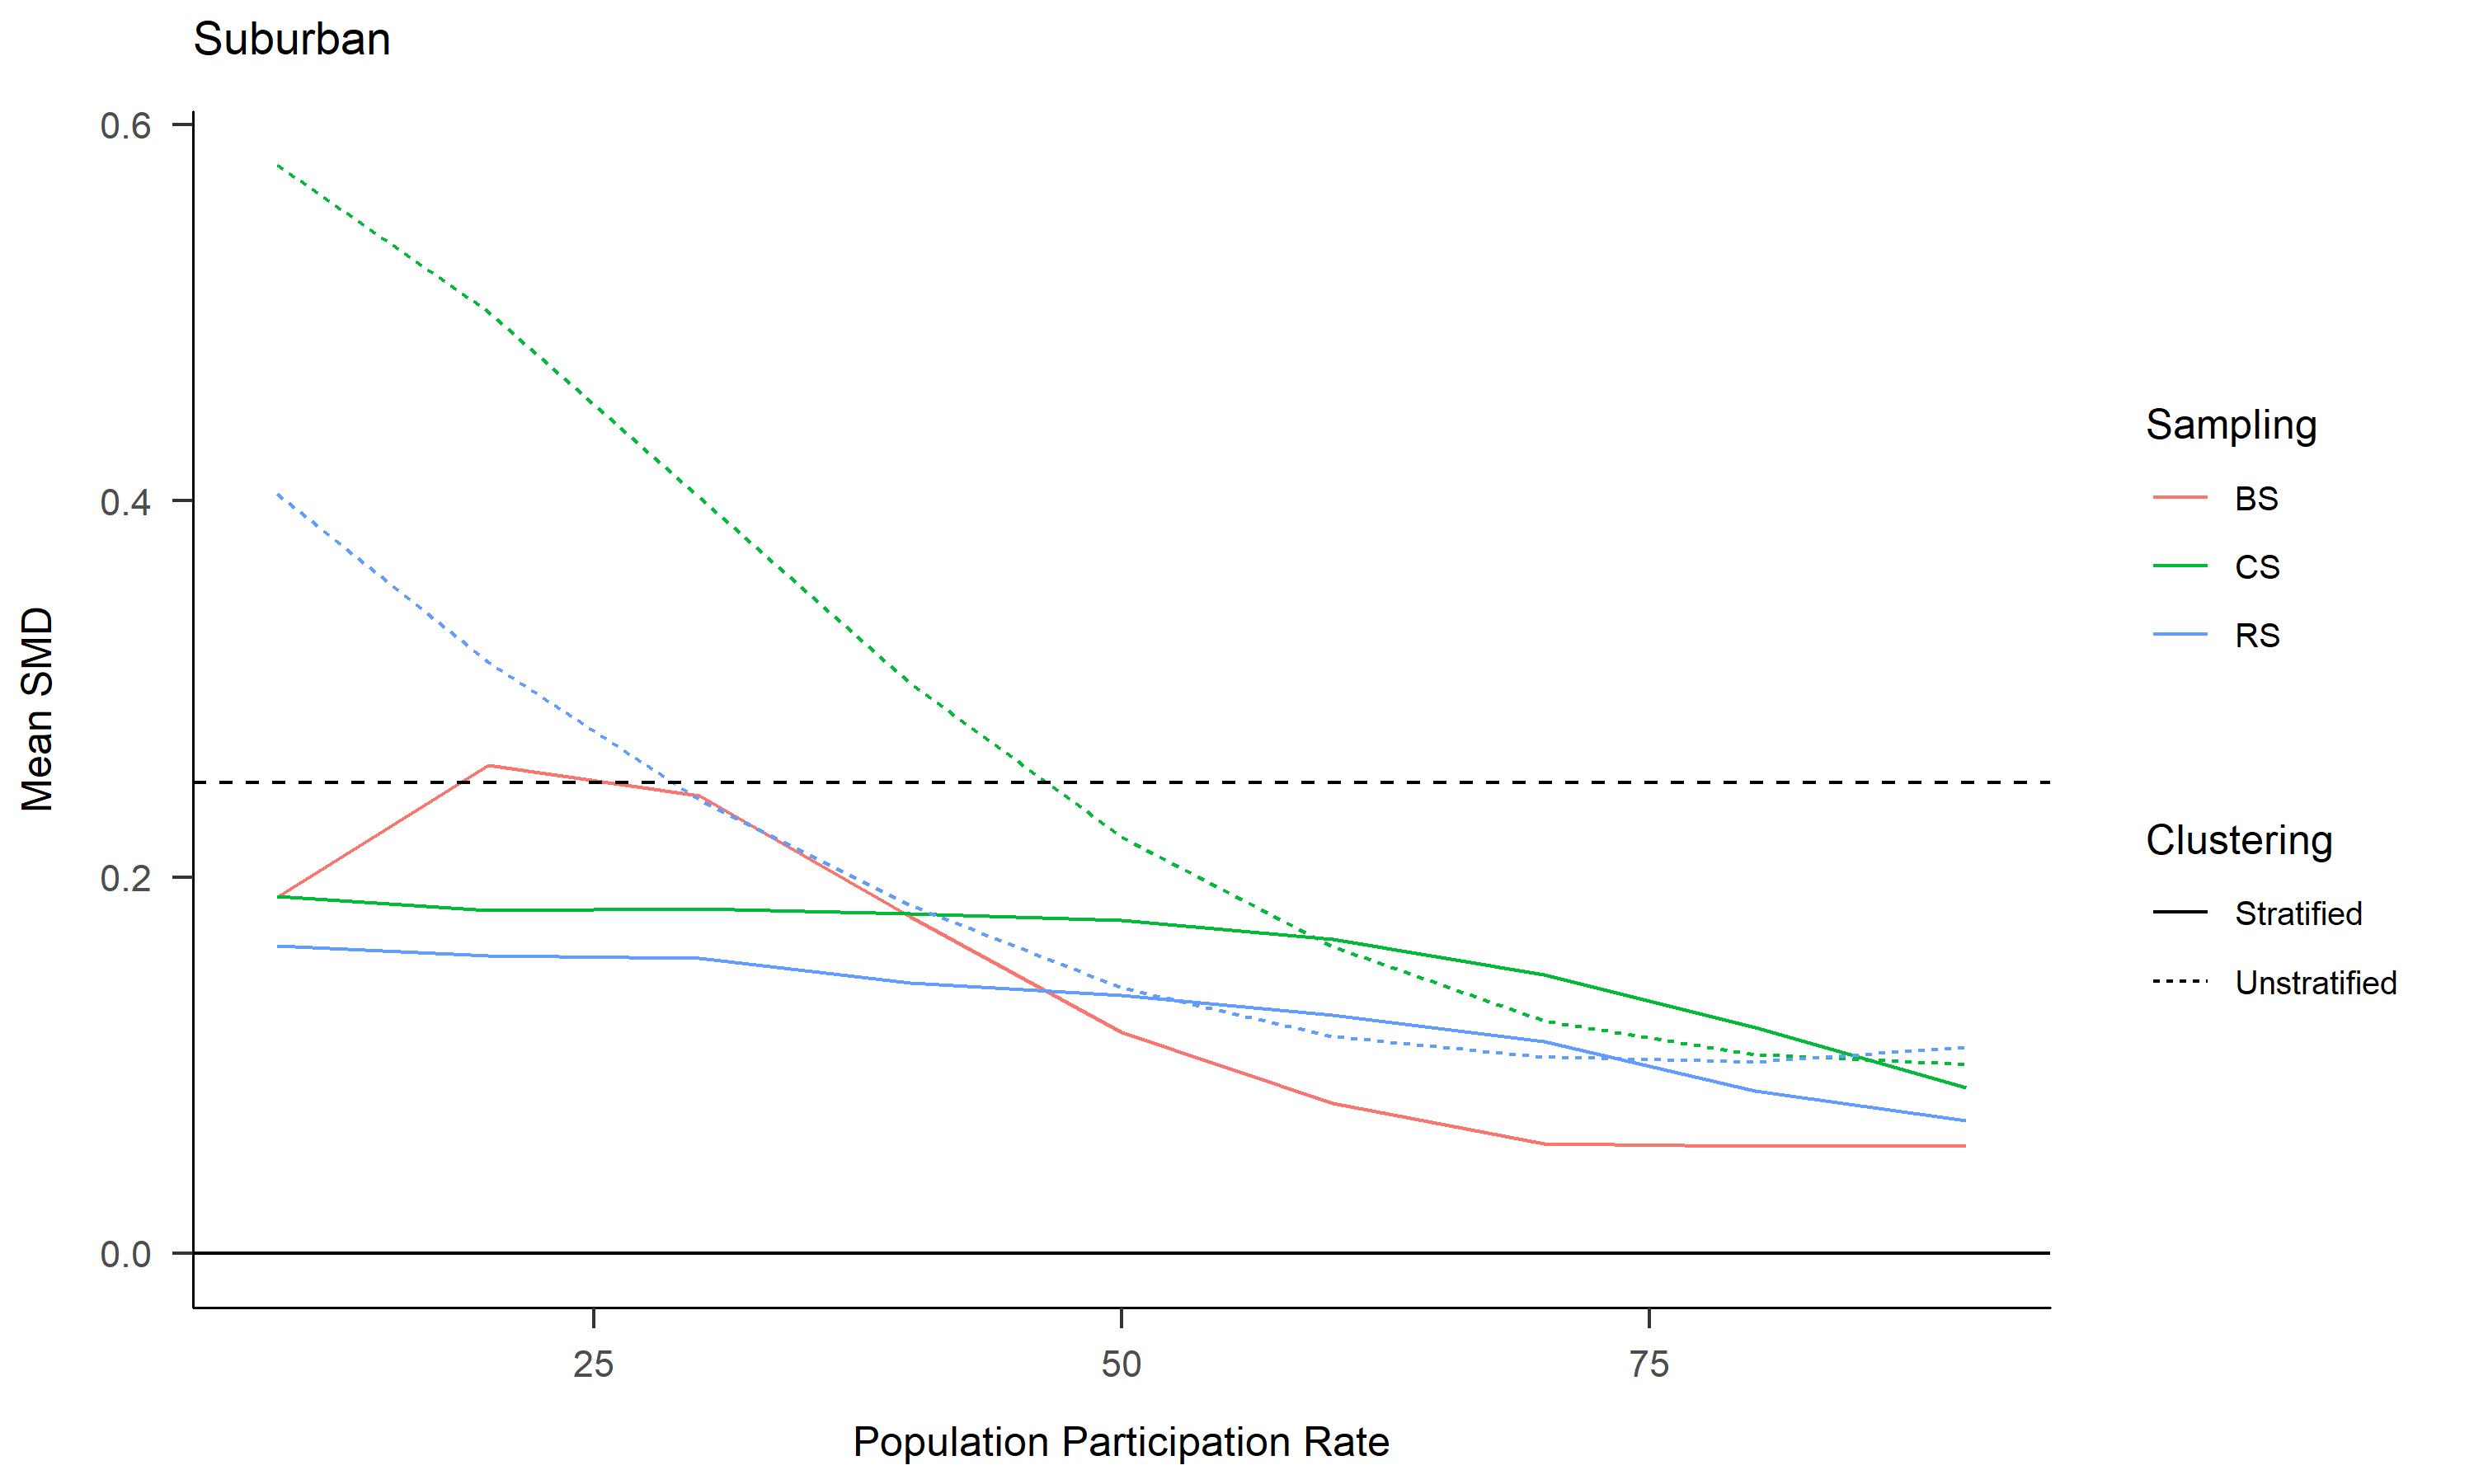 Suburban
0.6
0.4
0.2
0.0
Mean SMD
25 50 75
Population Participation Rate
Sampling
BS
CS
RS
Clustering
Stratified
Unstratified